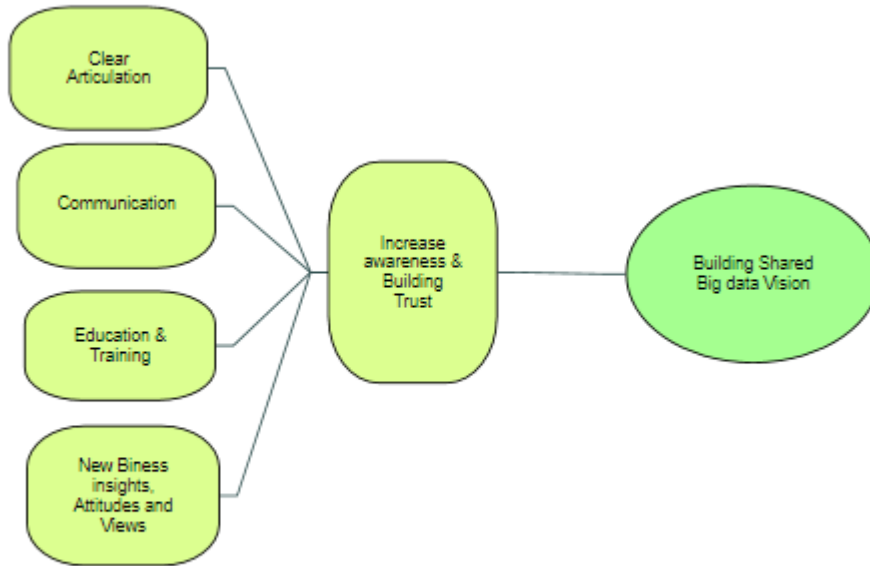 Clear
Articulation
Communication
Education &
Training
New Biness
insights,
Attitudes and
Views
Increase
awareness &
Building
Trust
Building Shared
Big data Vision